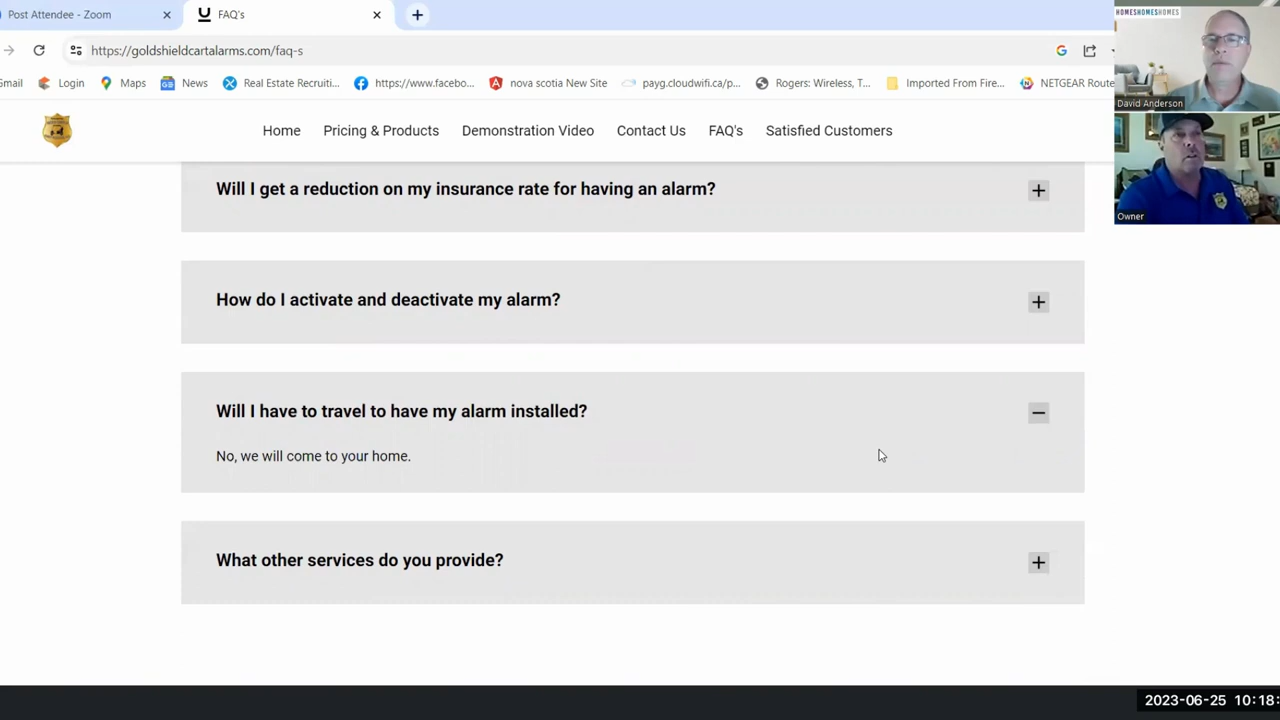 Post Attendee - Zoom
FAQ's
https://goldshieldcartalarms.com/faq-s
Gmail
Login
Maps
News
Real Estate Recruiti...
https://www.facebo...
nova scotia New Site
payg.cloudwifi.ca/p...
Rogers: Wireless, T...
Imported From Fire...
NETGEAR Route
HOMESHOMESHOMES
David Anderson
Owner
Home
Pricing & Products
Demonstration Video
Contact Us
FAQ's
Satisfied Customers
Will I get a reduction on my insurance rate for having an alarm?
How do I activate and deactivate my alarm?
Will I have to travel to have my alarm installed?
No, we will come to your home.
What other services do you provide?
2023-06-25 10:18: